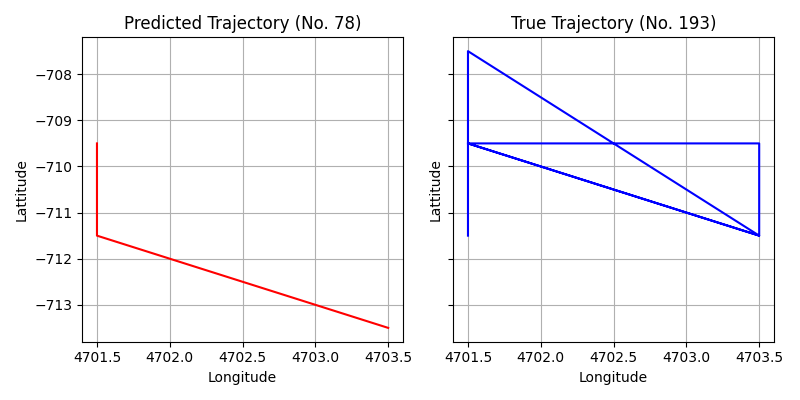 Predicted Trajectory (No. 78)
True Trajectory (No. 193)
−708
−709
−710
−711
−712
−713
Lattitude
Lattitude
4701.5 4702.0 4702.5 4703.0 4703.5
4701.5 4702.0 4702.5 4703.0 4703.5
Longitude
Longitude